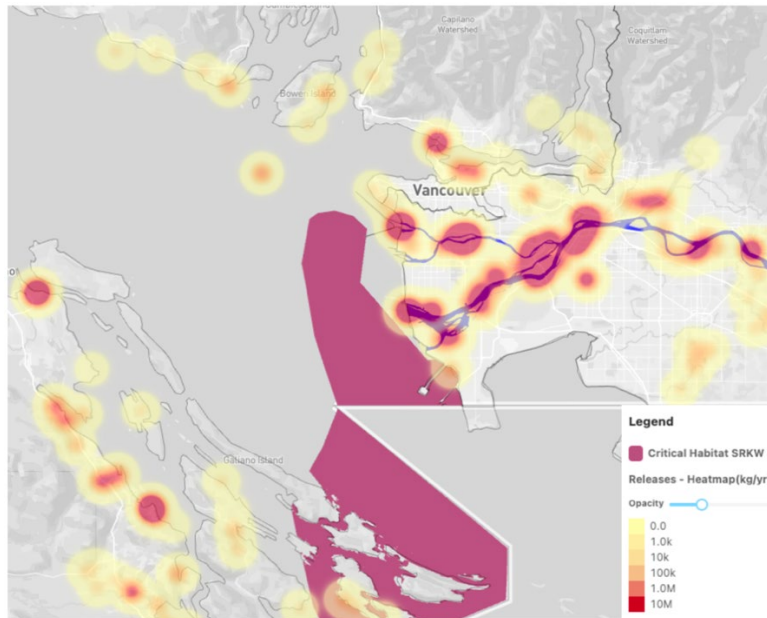 Capilano
Watershed
Coquitlam
Watershed
Bowen Island
Vancouver
Galiano Island
Legend
Critical Habitat SRKW
Releases - Heatmap(kg/yr
Opacity
0.0
1.0k
10k
100k
1.0M
10M